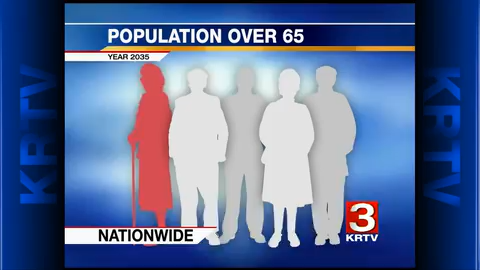 POPULATION OVER 65
YEAR 2035
KRTV
KRTV
NATIONWIDE
3
KRTV